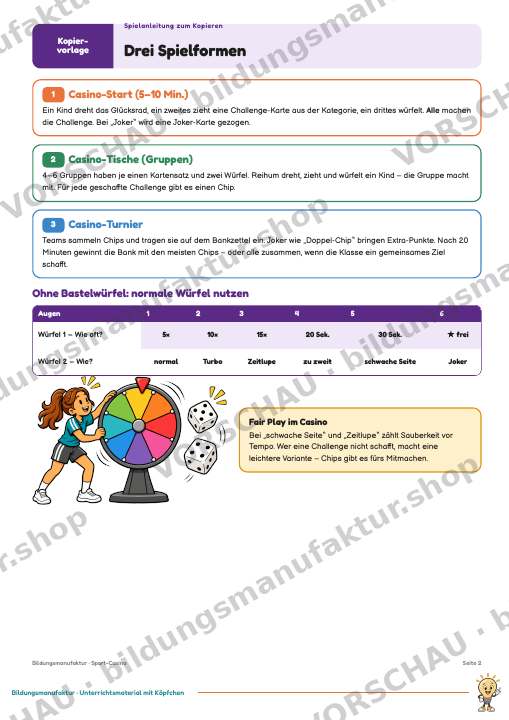 Spielanleitung zum Kopieren
Kopier-
vorlage
Drei Spielformen
1 Casino-Start (5–10 Min.)
Ein Kind dreht das Glücksrad, ein zweites zieht eine Challenge-Karte aus der Kategorie, ein drittes würfelt. Alle machen
die Challenge. Bei „Joker“ wird eine Joker-Karte gezogen.
2 Casino-Tische (Gruppen)
4–6 Gruppen haben je einen Kartensatz und zwei Würfel. Reihum dreht, zieht und würfelt ein Kind – die Gruppe macht
mit. Für jede geschaffte Challenge gibt es einen Chip.
3 Casino-Turnier
Teams sammeln Chips und tragen sie auf dem Bankzettel ein. Joker wie „Doppel-Chip“ bringen Extra-Punkte. Nach 20
Minuten gewinnt die Bank mit den meisten Chips – oder alle zusammen, wenn die Klasse ein gemeinsames Ziel
schafft.
Ohne Bastelwürfel: normale Würfel nutzen
Augen 1 2 3 4 5 6
Würfel 1 – Wie oft? 5x 10x 15x 20 Sek. 30 Sek. ★ frei
Würfel 2 – Wie? normal Turbo Zeitlupe zu zweit schwache Seite Joker
Fair Play im Casino
Bei „schwache Seite“ und „Zeitlupe“ zählt Sauberkeit vor
Tempo. Wer eine Challenge nicht schafft, macht eine
leichtere Variante – Chips gibt es fürs Mitmachen.
Bildungsmanufaktur · Sport-Casino
Seite 2
Bildungsmanufaktur · Unterrichtsmaterial mit Köpfchen
VORSCHAU · bildungsmanufaktur.shop